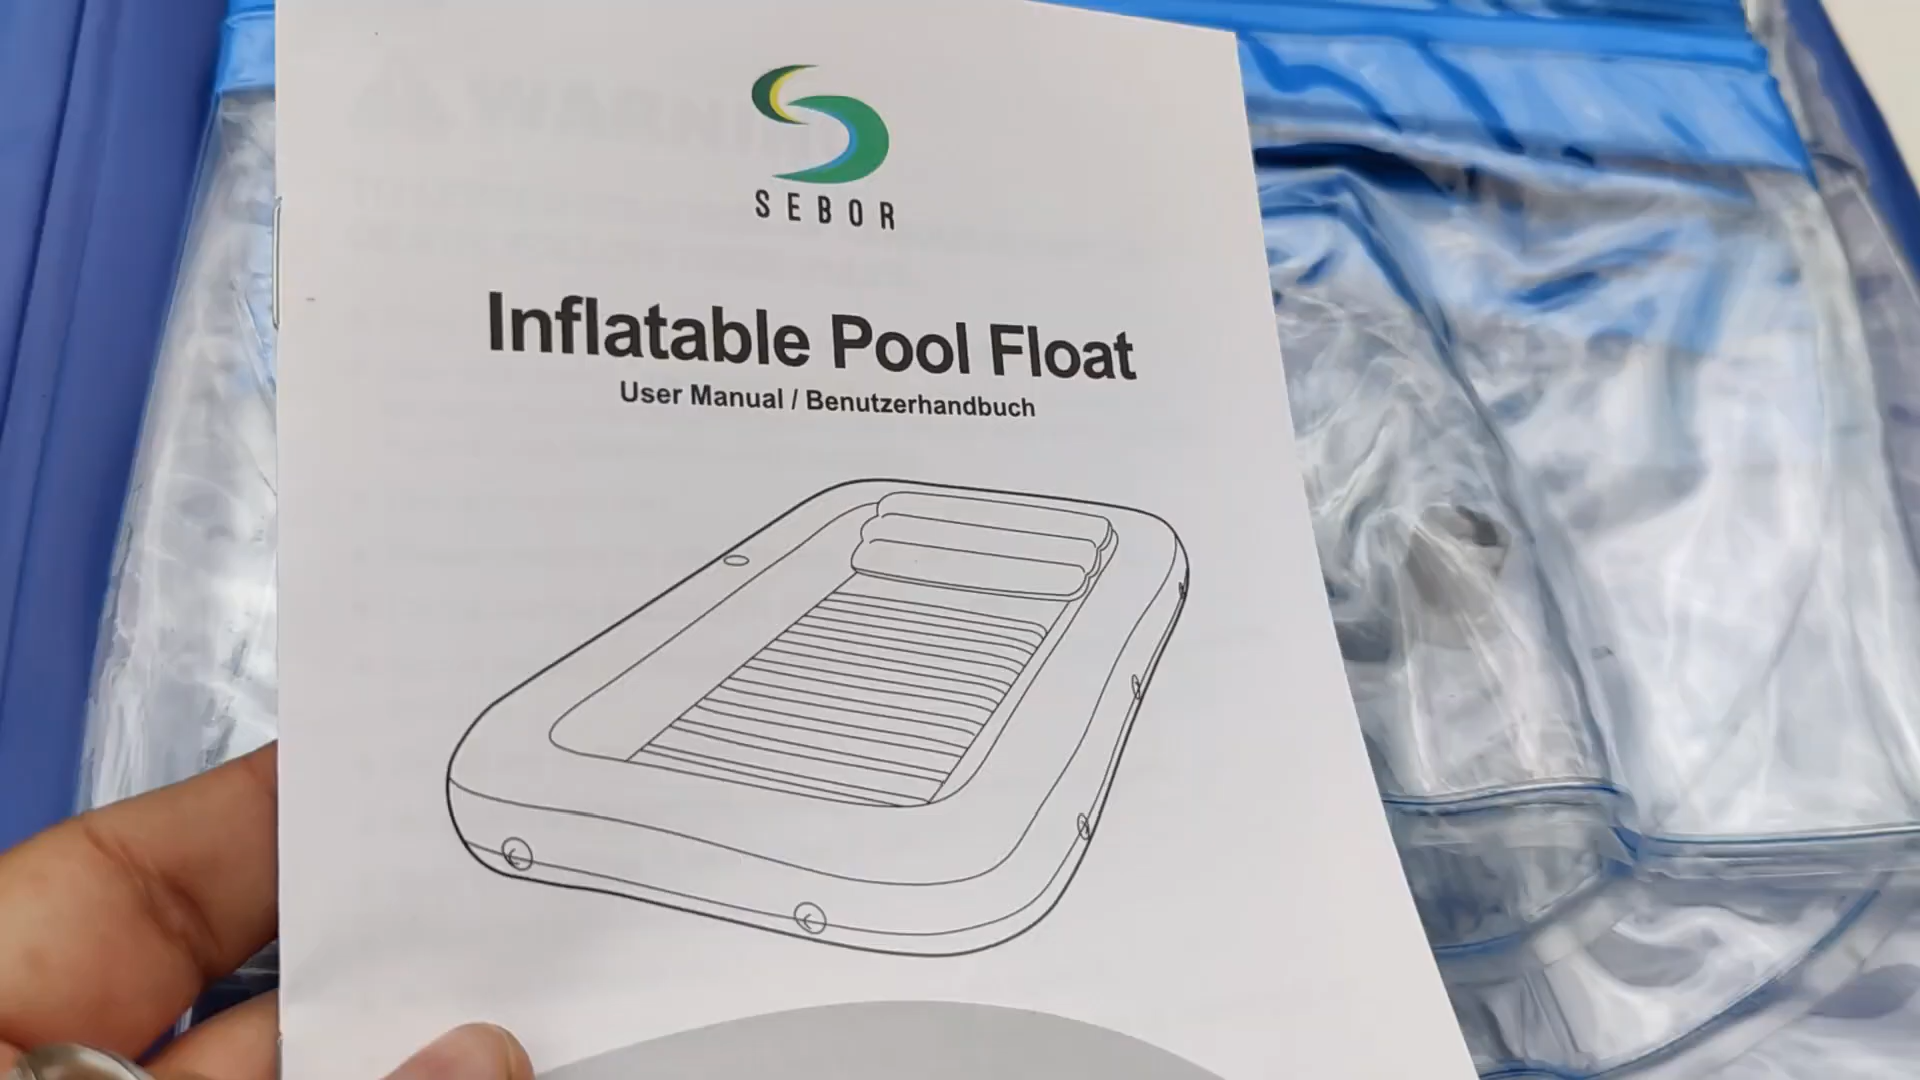 SEBOR
Inflatable Pool Float
User Manual / Benutzerhandbuch